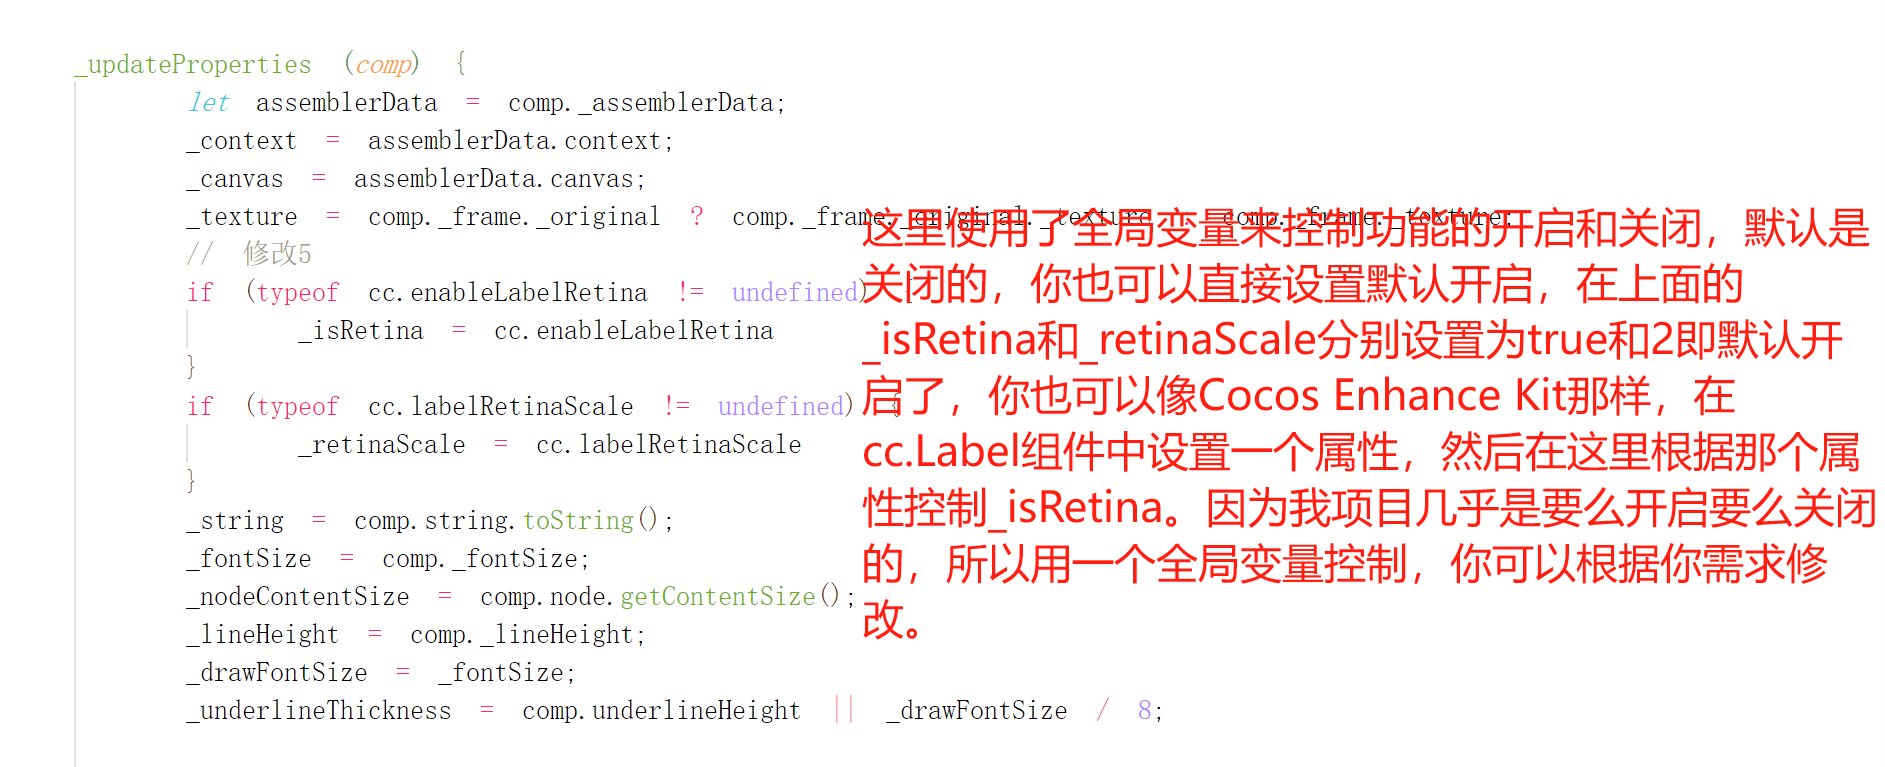 _updateProperties (comp) {
let assemblerData = comp._assemblerData;
_context = assemblerData.context;
_canvas = assemblerData.canvas;
_texture = comp._frame._original ? comp._frame._original._texture : comp._frame._texture;
// 修改5
if (typeof cc.enableLabelRetina != undefined) {
_isRetina = cc.enableLabelRetina
}
if (typeof cc.labelRetinaScale != undefined) {
_retinaScale = cc.labelRetinaScale
}
_string = comp.string.toString();
_fontSize = comp._fontSize;
_nodeContentSize = comp.node.getContentSize();
_lineHeight = comp._lineHeight;
_drawFontSize = _fontSize;
_underlineThickness = comp.underlineHeight || _drawFontSize / 8;
这里使用了全局变量来控制功能的开启和关闭，默认是
关闭的，你也可以直接设置默认开启，在上面的
_isRetina和_retinaScale分别设置为true和2即默认开
启了，你也可以像Cocos Enhance Kit那样，在
cc.Label组件中设置一个属性，然后在这里根据那个属
性控制_isRetina。因为我项目几乎是要么开启要么关闭
的，所以用一个全局变量控制，你可以根据你需求修
改。